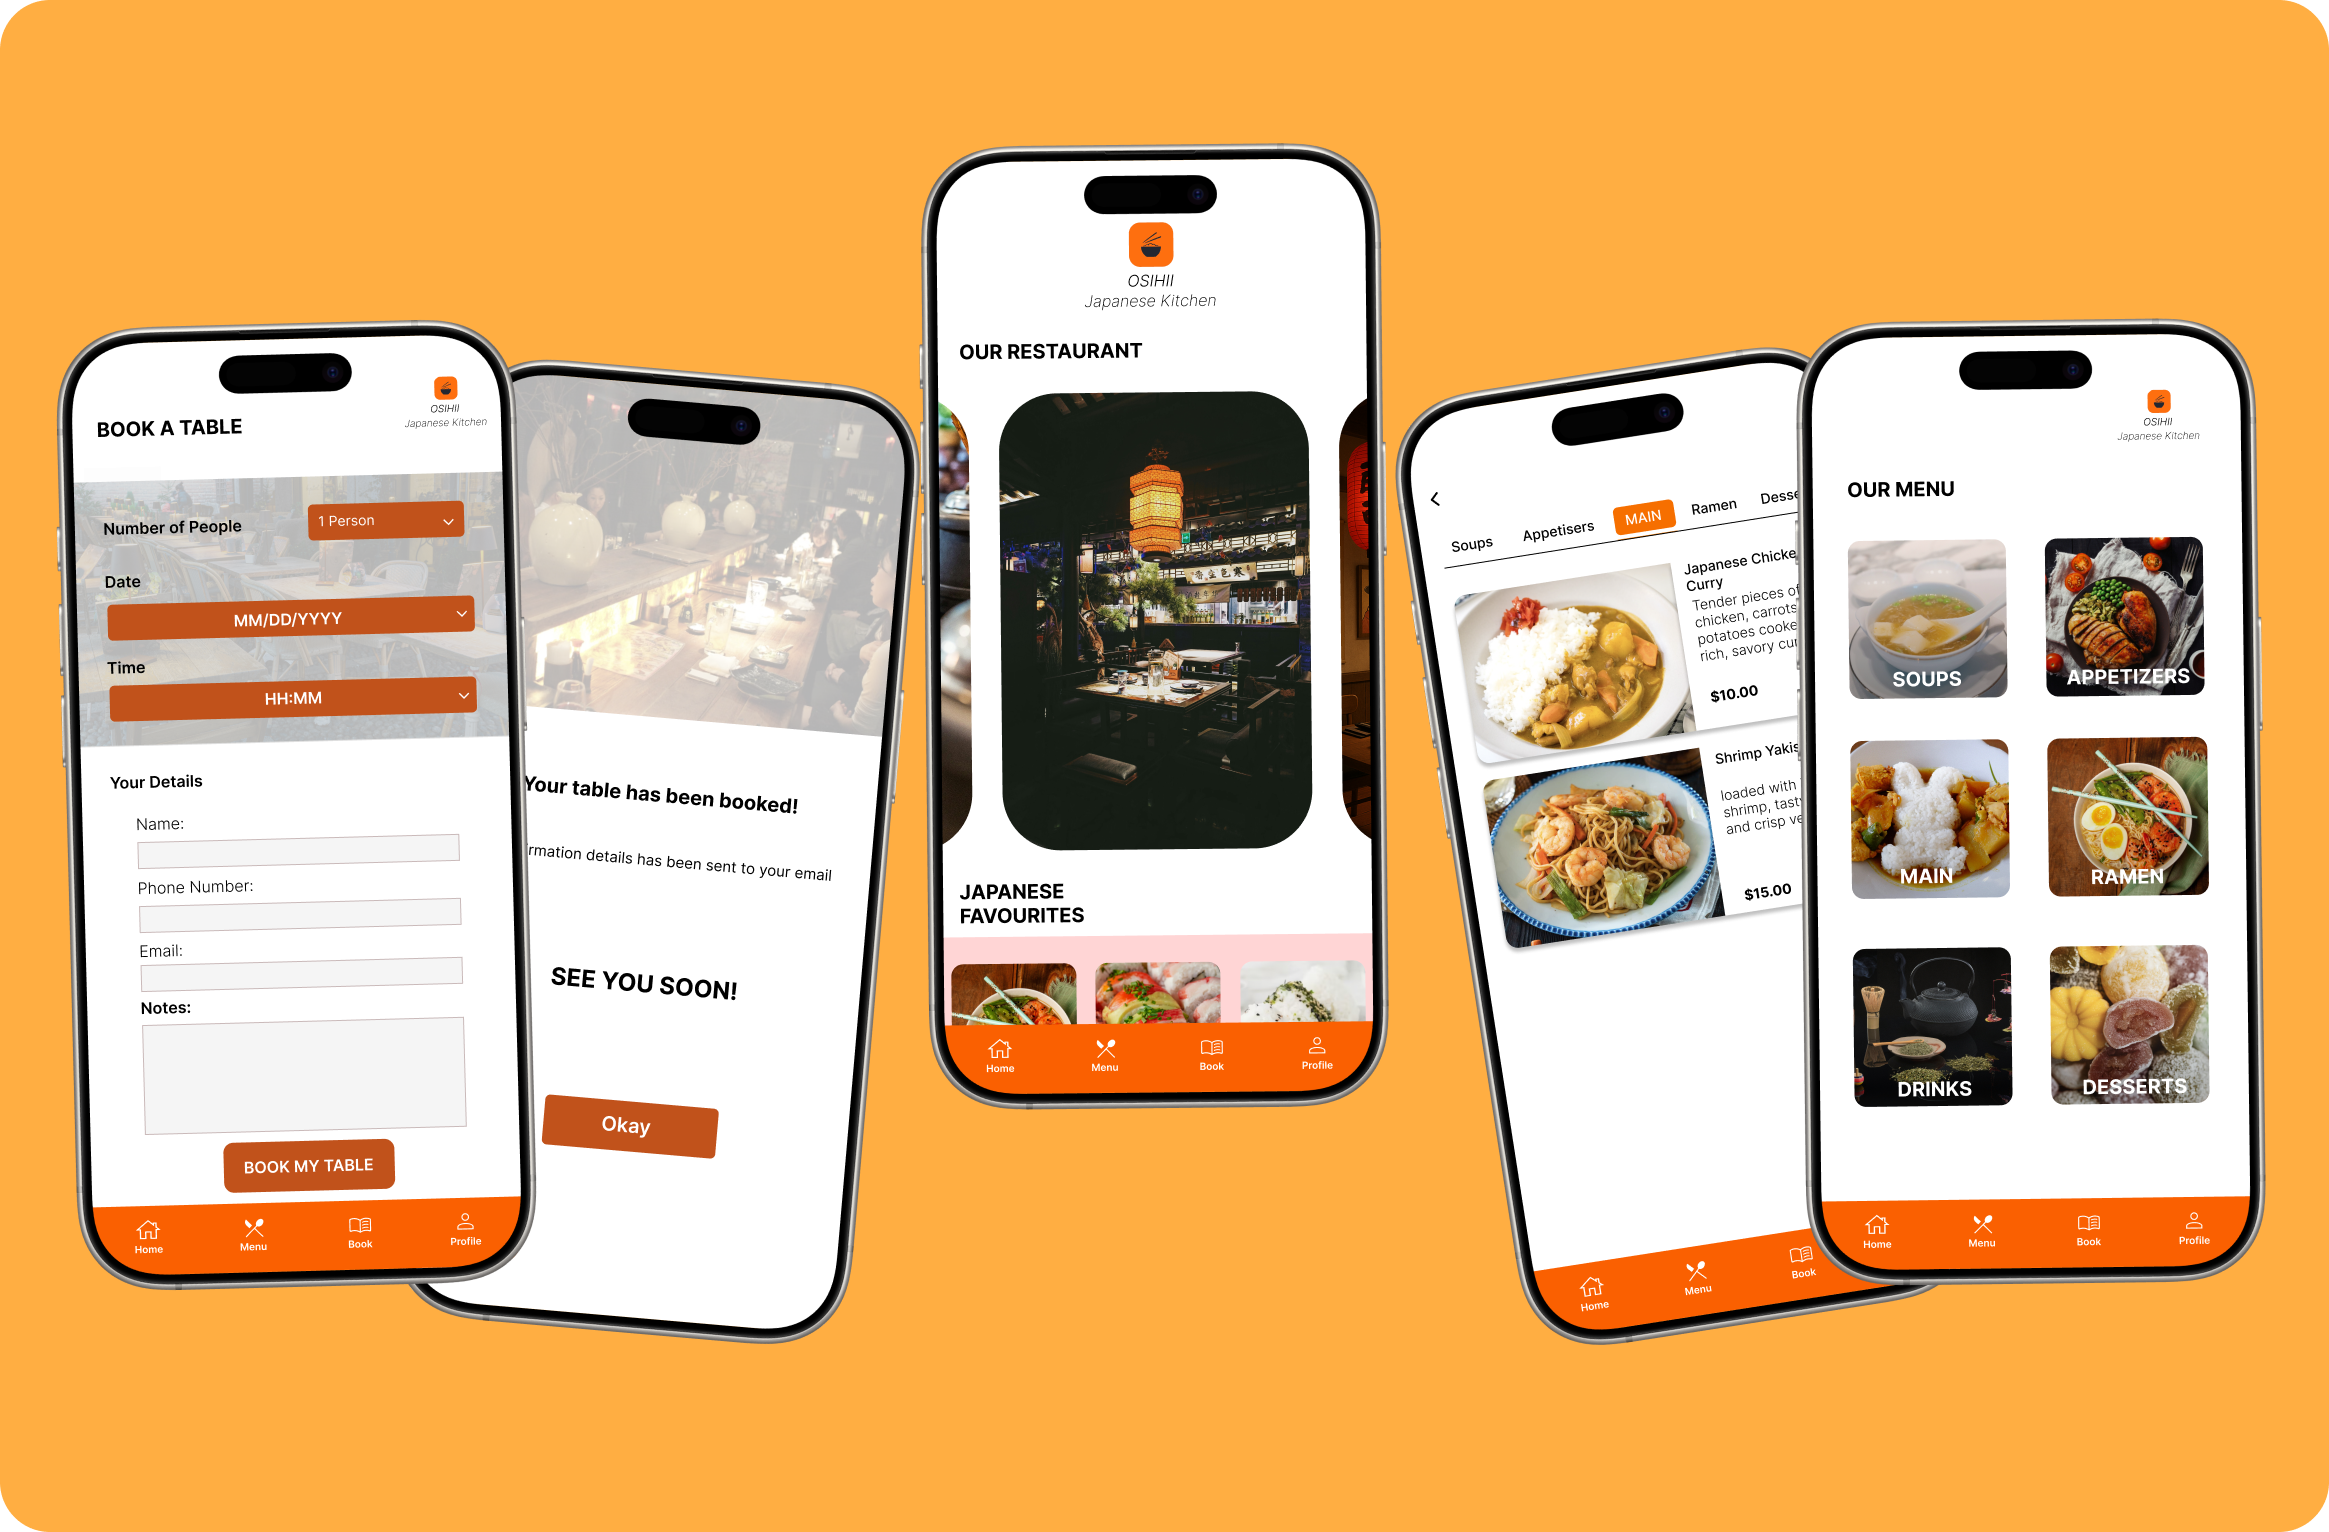 BOOK A TABLE
OSIHII
Japanese Kitchen
Number of People
1 Person
Date
MM/DD/YYYY
Time
HH:MM
Your Details
Name:
Phone Number:
Email:
Notes:
BOOK MY TABLE
Home
Menu
Book
Profile
Your table has been booked!
rmation details has been sent to your email
SEE YOU SOON!
Okay
OSIHII
Japanese Kitchen
OUR RESTAURANT
JAPANESE
FAVOURITES
Home
Menu
Book
Profile
Soups
Appetisers
MAIN
Ramen
Desse
Japanese Chicke
Curry
Tender pieces of
chicken, carrots
potatoes cooke
rich, savory cur
$10.00
Shrimp Yakis
loaded with
shrimp, tast
and crisp ve
$15.00
Home
Menu
Book
OSIHII
Japanese Kitchen
OUR MENU
SOUPS
APPETIZERS
MAIN
RAMEN
DRINKS
DESSERTS
Home
Menu
Book
Profile